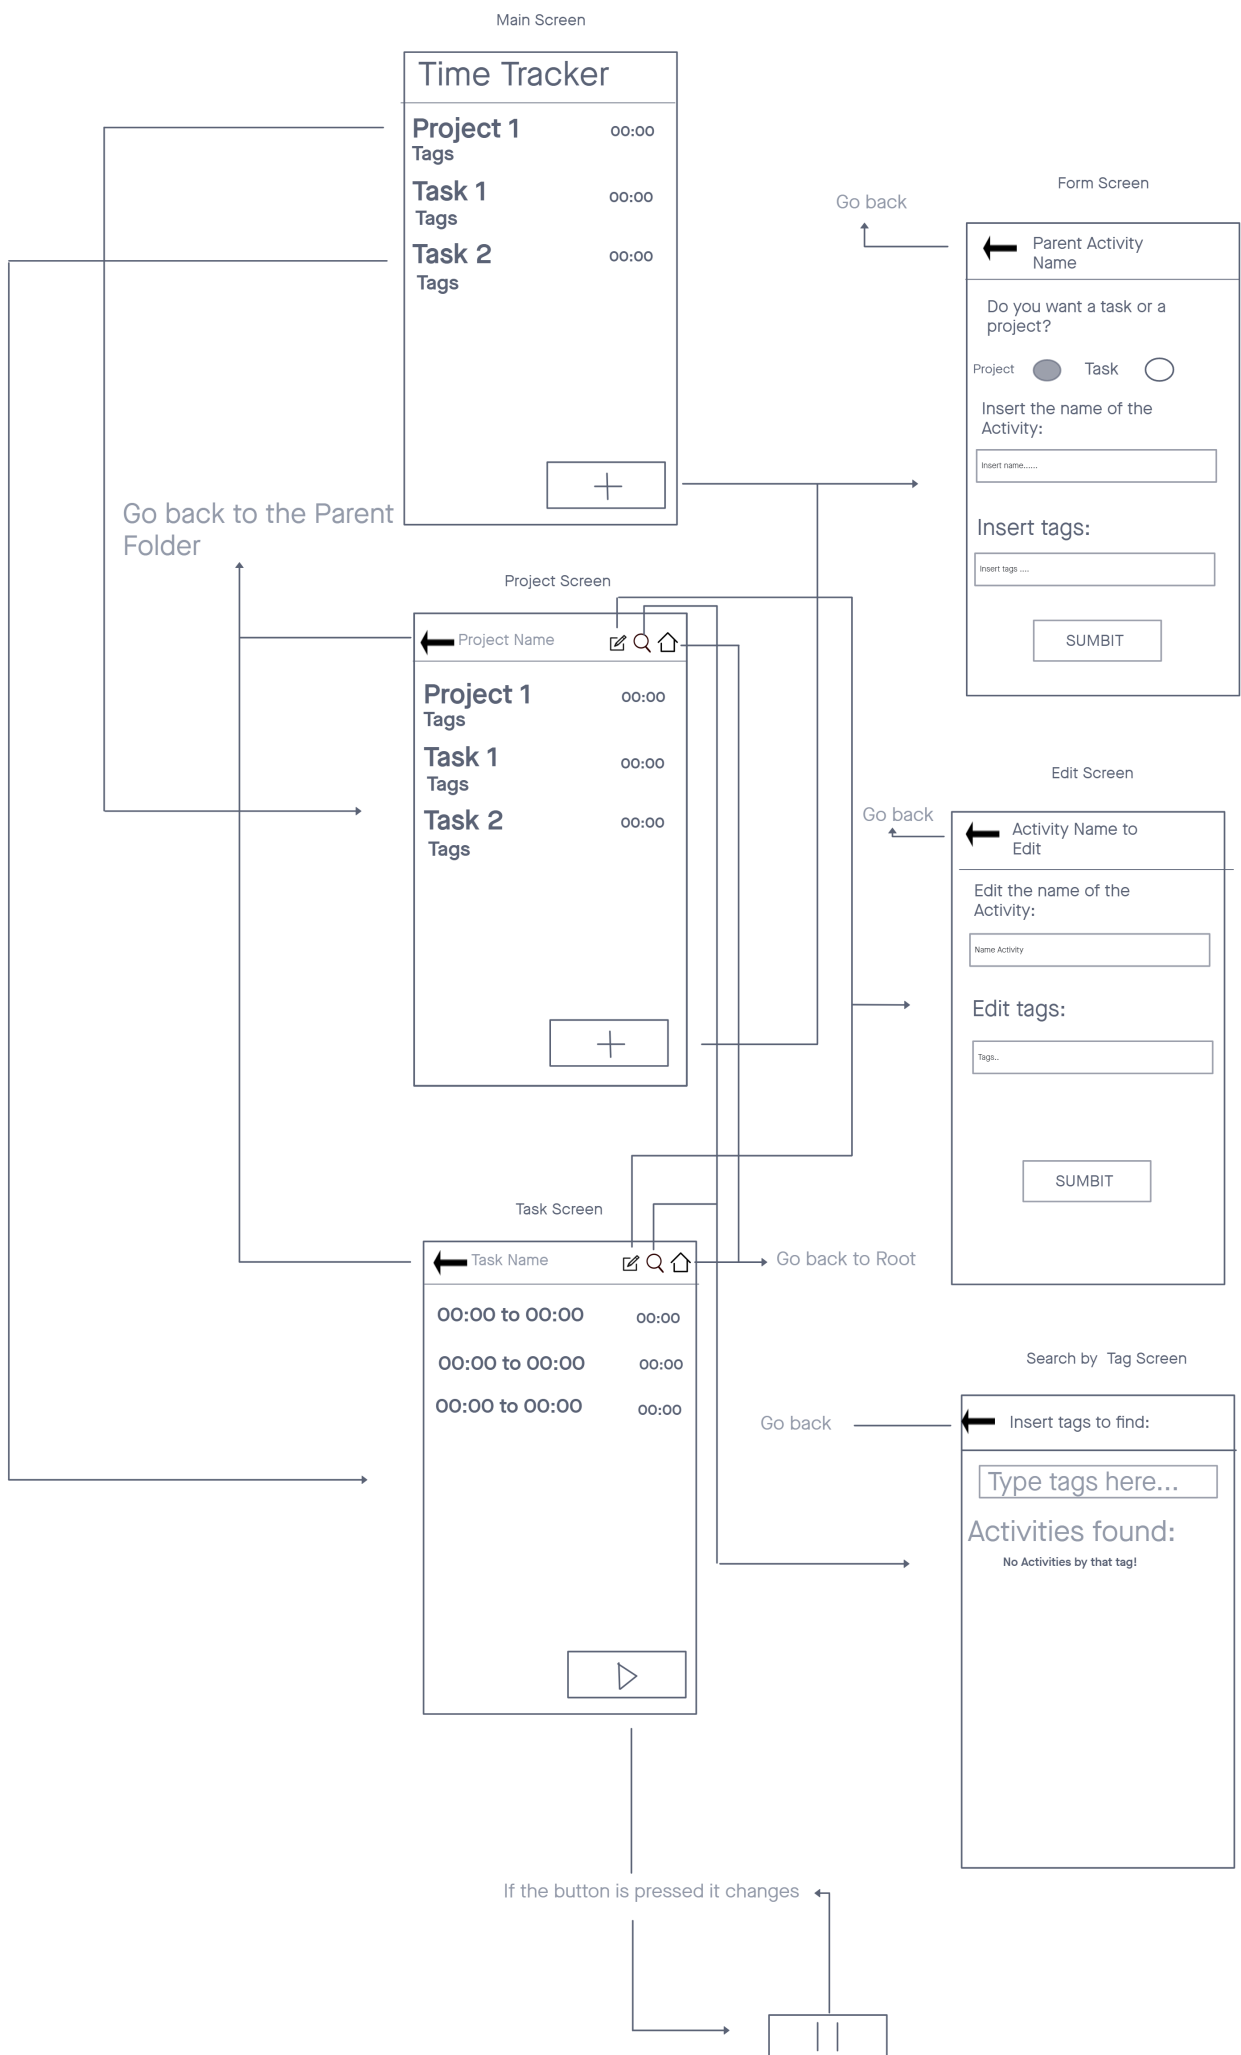 Main Screen
Time Tracker
Project 1 00:00
Tags
Task 1 00:00
Tags
Task 2 00:00
Tags
Form Screen
Go back
Parent Activity
Name
Do you want a task or a
project?
Project Task
Insert the name of the
Activity:
Insert name......
Insert tags:
Insert tags ....
SUMBIT
Go back to the Parent
Folder
Project Screen
Project Name
Project 1 00:00
Tags
Task 1 00:00
Tags
Task 2 00:00
Tags
Edit Screen
Go back
Activity Name to
Edit
Edit the name of the
Activity:
Name Activity
Edit tags:
Tags..
SUMBIT
Task Screen
Task Name
Go back to Root
00:00 to 00:00 00:00
00:00 to 00:00 00:00
00:00 to 00:00 00:00
Search by Tag Screen
Go back
Insert tags to find:
Type tags here...
Activities found:
No Activities by that tag!
If the button is pressed it changes